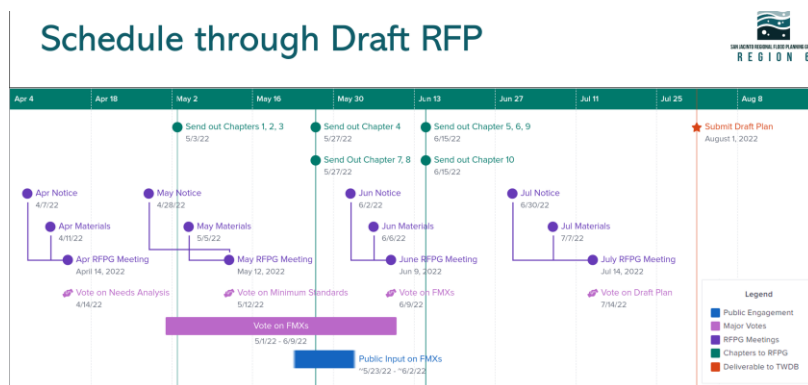 Schedule through Draft RFP
SAN JACINTO REGIONAL FLOOD PLANNING
REGION 6
Apr 4 Apr 18 May 2 May 16 May 30 Jun 13 Jun 27 Jul 11 Jul 25 Aug 8
Send out Chapters 1, 2, 3
5/3/22
Send out Chapter 4
5/27/22
Send out Chapter 5, 6, 9
6/15/22
Submit Draft Plan
August 1, 2022
Send Out Chapter 7, 8
5/27/22
Send out Chapter 10
6/15/22
Apr Notice
4/7/22
May Notice
4/28/22
Jun Notice
6/2/22
Jul Notice
6/30/22
Apr Materials
4/11/22
May Materials
5/5/22
Jun Materials
6/6/22
Jul Materials
7/7/22
Apr RFPG Meeting
April 14, 2022
May RFPG Meeting
May 12, 2022
June RFPG Meeting
Jun 9, 2022
July RFPG Meeting
Jul 14, 2022
Vote on Needs Analysis
4/14/22
Vote on Minimum Standards
5/12/22
Vote on FMXs
6/9/22
Vote on Draft Plan
7/14/22
Vote on FMXs
5/1/22 - 6/9/22
Public Input on FMXs
~5/23/22 - ~6/2/22
Legend
Public Engagement
Major Votes
RFPG Meetings
Chapters to RFPG
Deliverable to TWDB